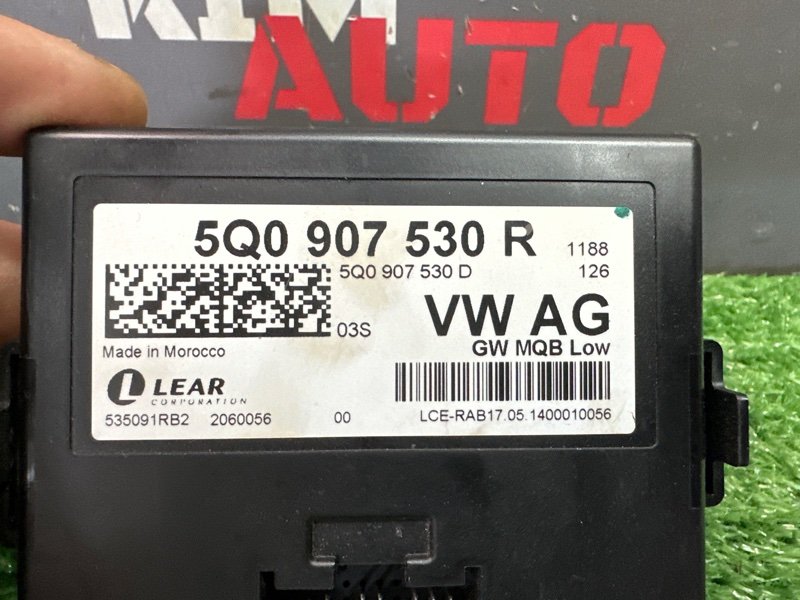 KIM
AUTO
5Q0 907 530 R 1188
5Q0 907 530 D 126
03S VW AG
Made in Morocco GW MQB Low
LEAR
CORPORATION
535091RB2 2060056 00 LCE-RAB17.05.1400010056